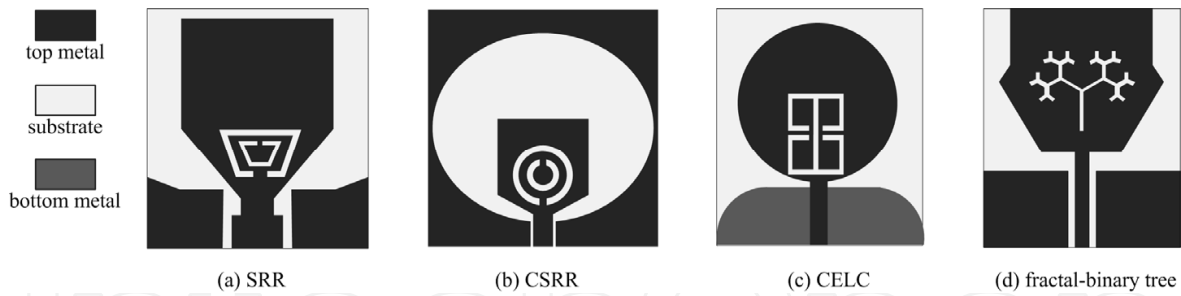 top metal
substrate
bottom metal
(a) SRR
(b) CSRR
(c) CELC
(d) fractal-binary tree